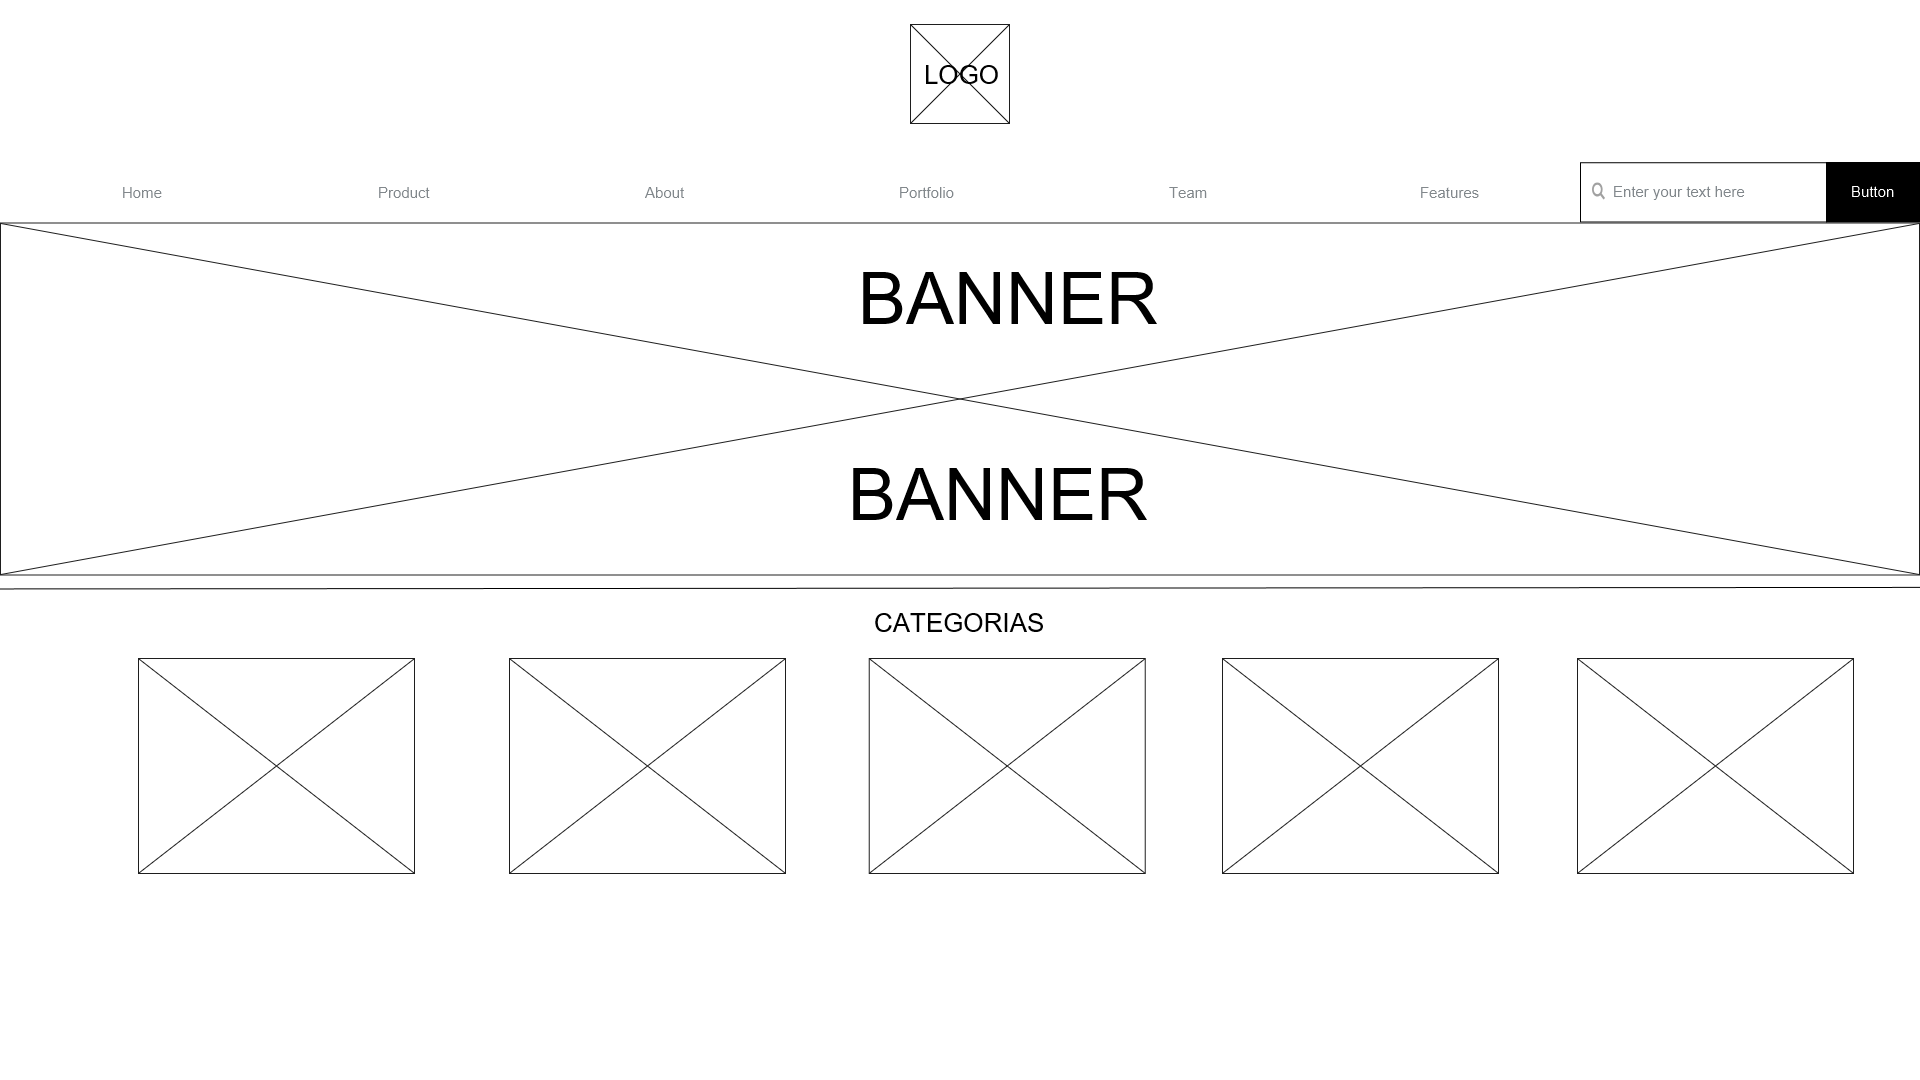 LOGO
Home Product About Portfolio Team Features Enter your text here Button
BANNER
BANNER
CATEGORIAS